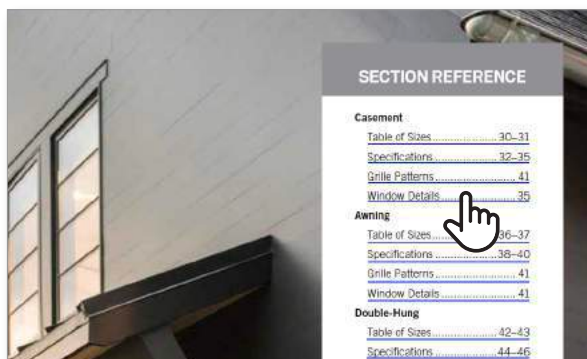 SECTION REFERENCE
Casement
Table of Sizes .................... 30–31
Specifications .................... 32–35
Grille Patterns .................... 41
Window Details .................... 35
Awning
Table of Sizes .................... 36–37
Specifications .................... 38–40
Grille Patterns .................... 41
Window Details .................... 41
Double-Hung
Table of Sizes .................... 42–43
Specifications .................... 44–46